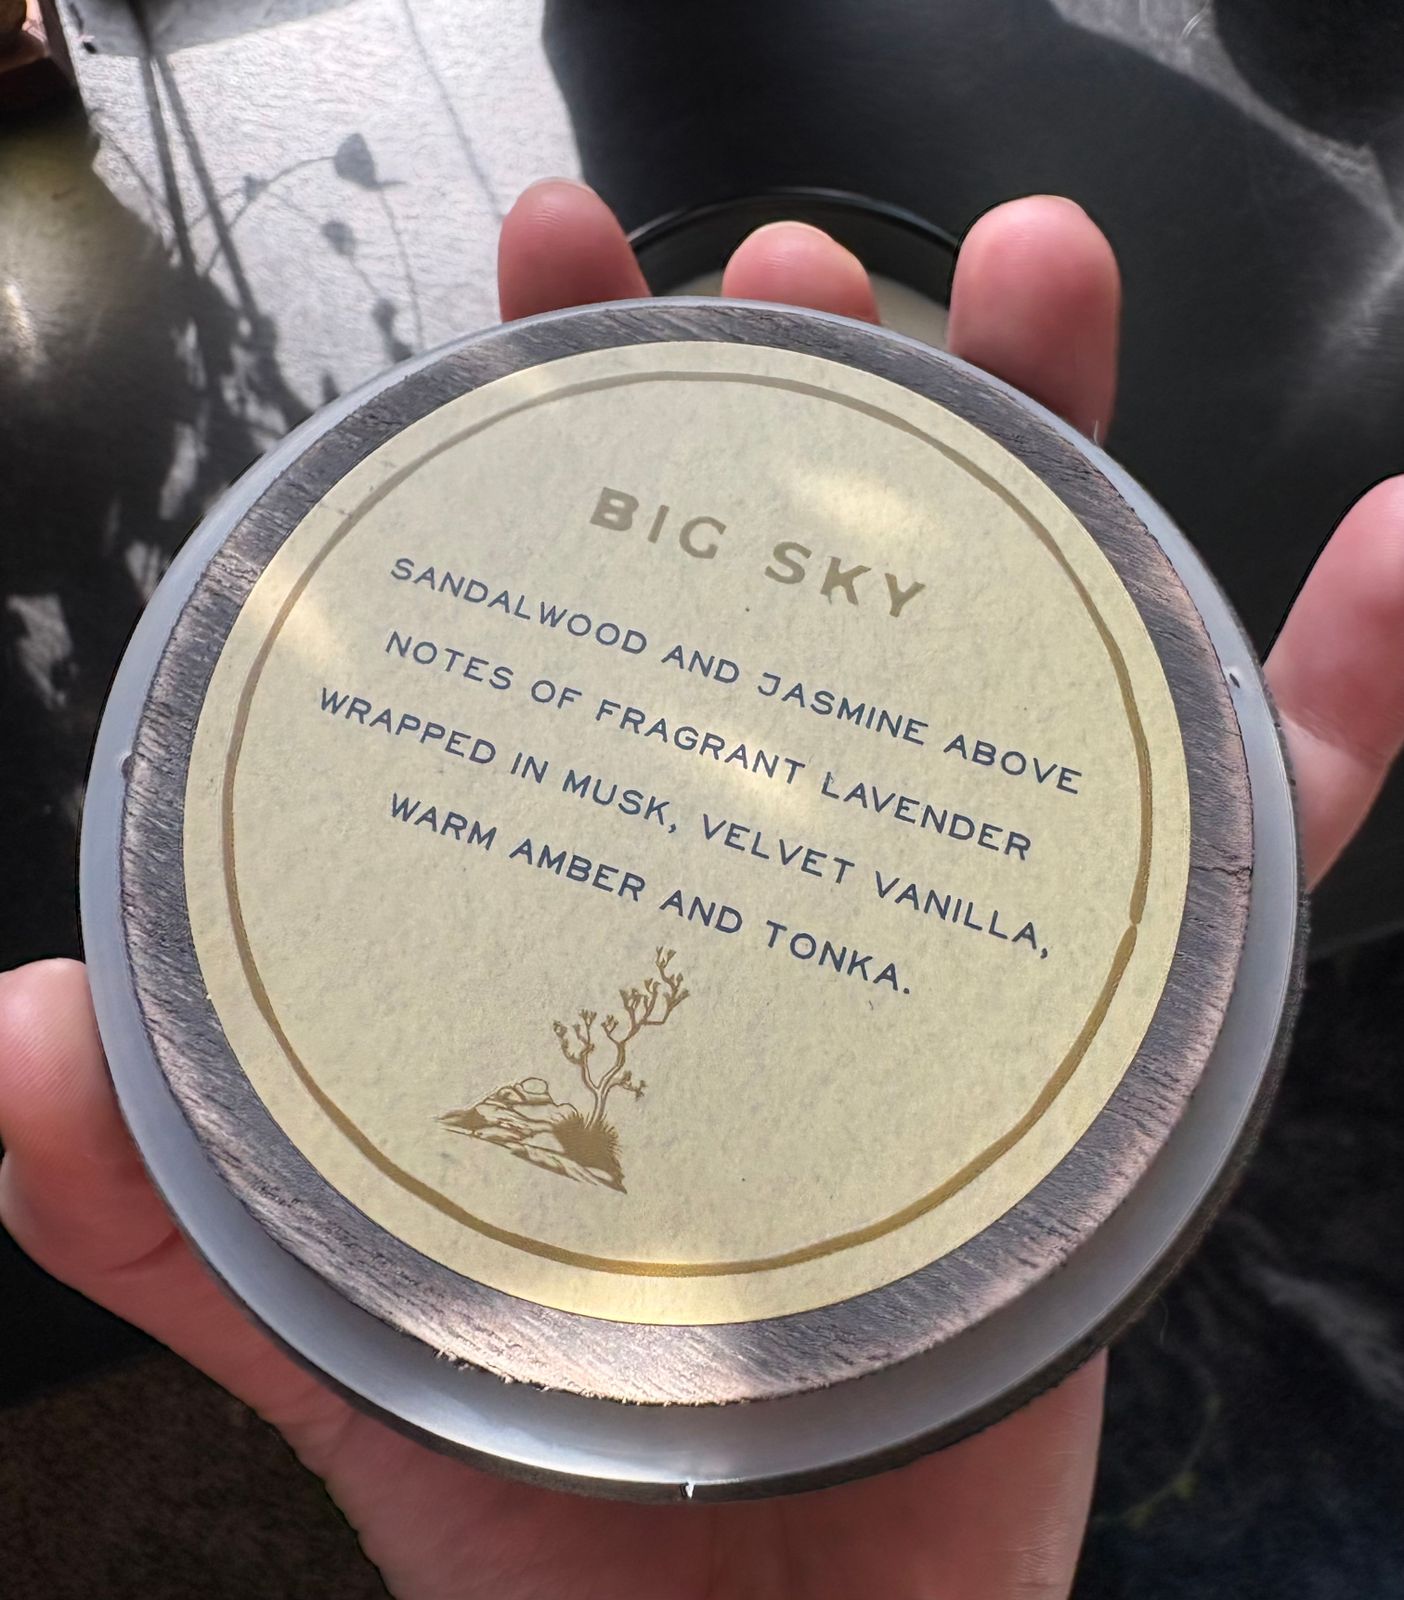 BIG SKY
SANDALWOOD AND JASMINE ABOVE
NOTES OF FRAGRANT LAVENDER
WRAPPED IN MUSK, VELVET VANILLA,
WARM AMBER AND TONKA.